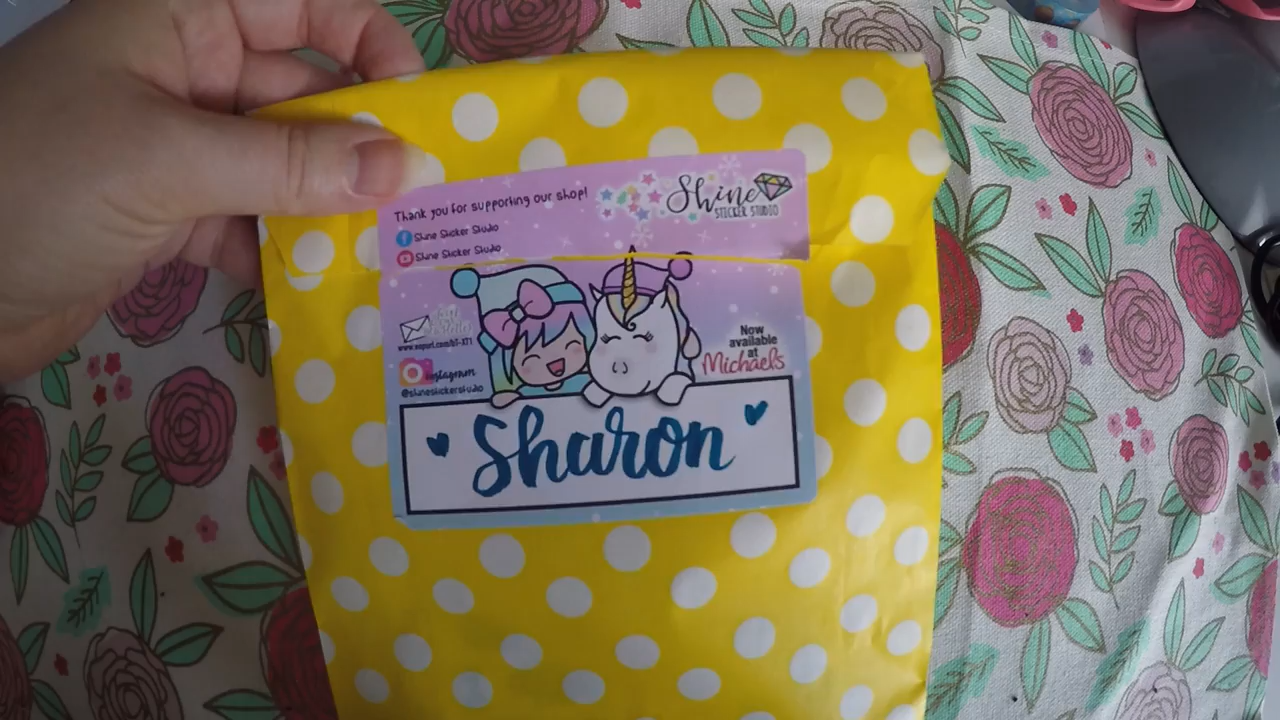 Thank you for supporting our shop!
Shine
STICKER STUDIO
Shine Sticker Studio
Shine Sticker Studio
Now
available
at
Michaels
Instagram
@shinestickerstudio
Sharon